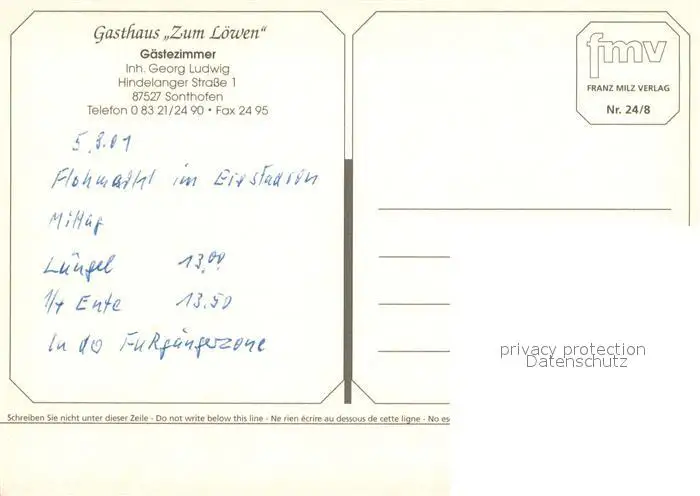 Gasthaus „Zum Löwen"
Gästezimmer
Inh. Georg Ludwig
Hindelanger Straße 1
87527 Sonthofen
Telefon 0 83 21/24 90 • Fax 24 95
fmv
FRANZ MILZ VERLAG
Nr. 24/8
5.8.01
Flohmarkt im Eisstadion
Mittag
Lüngel 13,00
1/4 Ente 13.50
In do Fußgängerzone
privacy protection
Datenschutz
Schreiben Sie nicht unter dieser Zeile - Do not write below this line - Ne rien écrire au dessous de cette ligne - No es